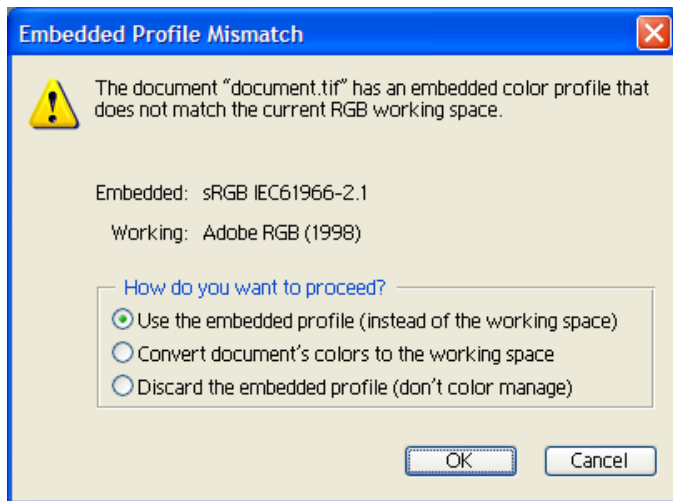 Embedded Profile Mismatch
The document “document.tif” has an embedded color profile that
does not match the current RGB working space.
Embedded: sRGB IEC61966-2.1
Working: Adobe RGB (1998)
How do you want to proceed?
Use the embedded profile (instead of the working space)
Convert document's colors to the working space
Discard the embedded profile (don't color manage)
OK Cancel